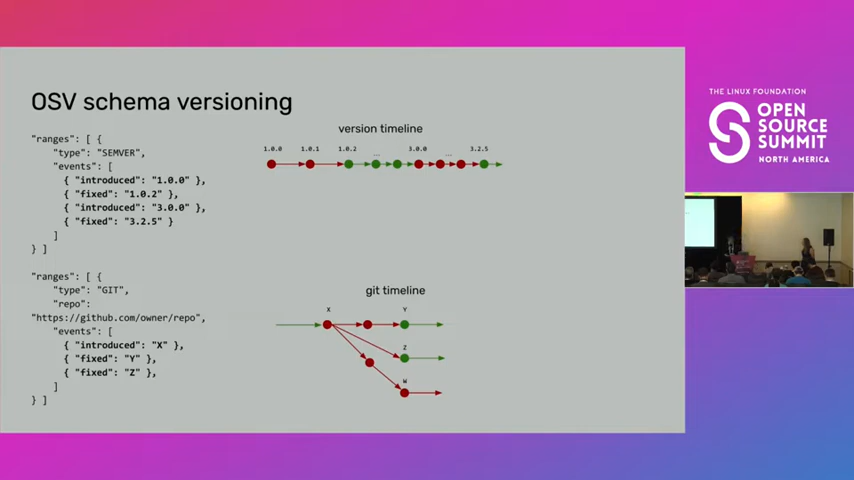 OSV schema versioning
"ranges": [ {
"type": "SEMVER",
"events": [
{ "introduced": "1.0.0" },
{ "fixed": "1.0.2" },
{ "introduced": "3.0.0" },
{ "fixed": "3.2.5" }
]
} ]
version timeline
1.0.0 1.0.1 1.0.2 ... 3.0.0 ... 3.2.5
"ranges": [ {
"type": "GIT",
"repo":
"https://github.com/owner/repo",
"events": [
{ "introduced": "X" },
{ "fixed": "Y" },
{ "fixed": "Z" },
]
} ]
git timeline
X Y
Z
W
THE LINUX FOUNDATION
OPEN
SOURCE
SUMMIT
NORTH AMERICA